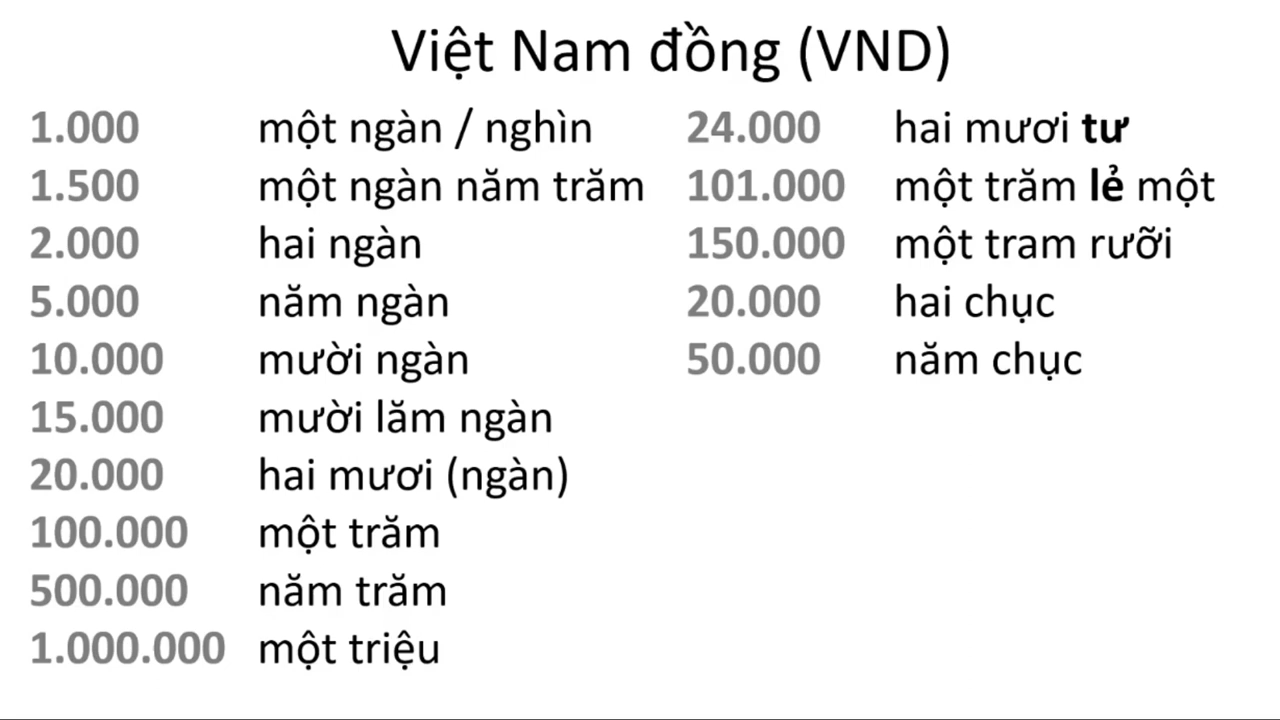 Việt Nam đồng (VND)
1.000 một ngàn / nghìn
1.500 một ngàn năm trăm
2.000 hai ngàn
5.000 năm ngàn
10.000 mười ngàn
15.000 mười lăm ngàn
20.000 hai mươi (ngàn)
100.000 một trăm
500.000 năm trăm
1.000.000 một triệu
24.000 hai mươi tư
101.000 một trăm lẻ một
150.000 một tram rưỡi
20.000 hai chục
50.000 năm chục